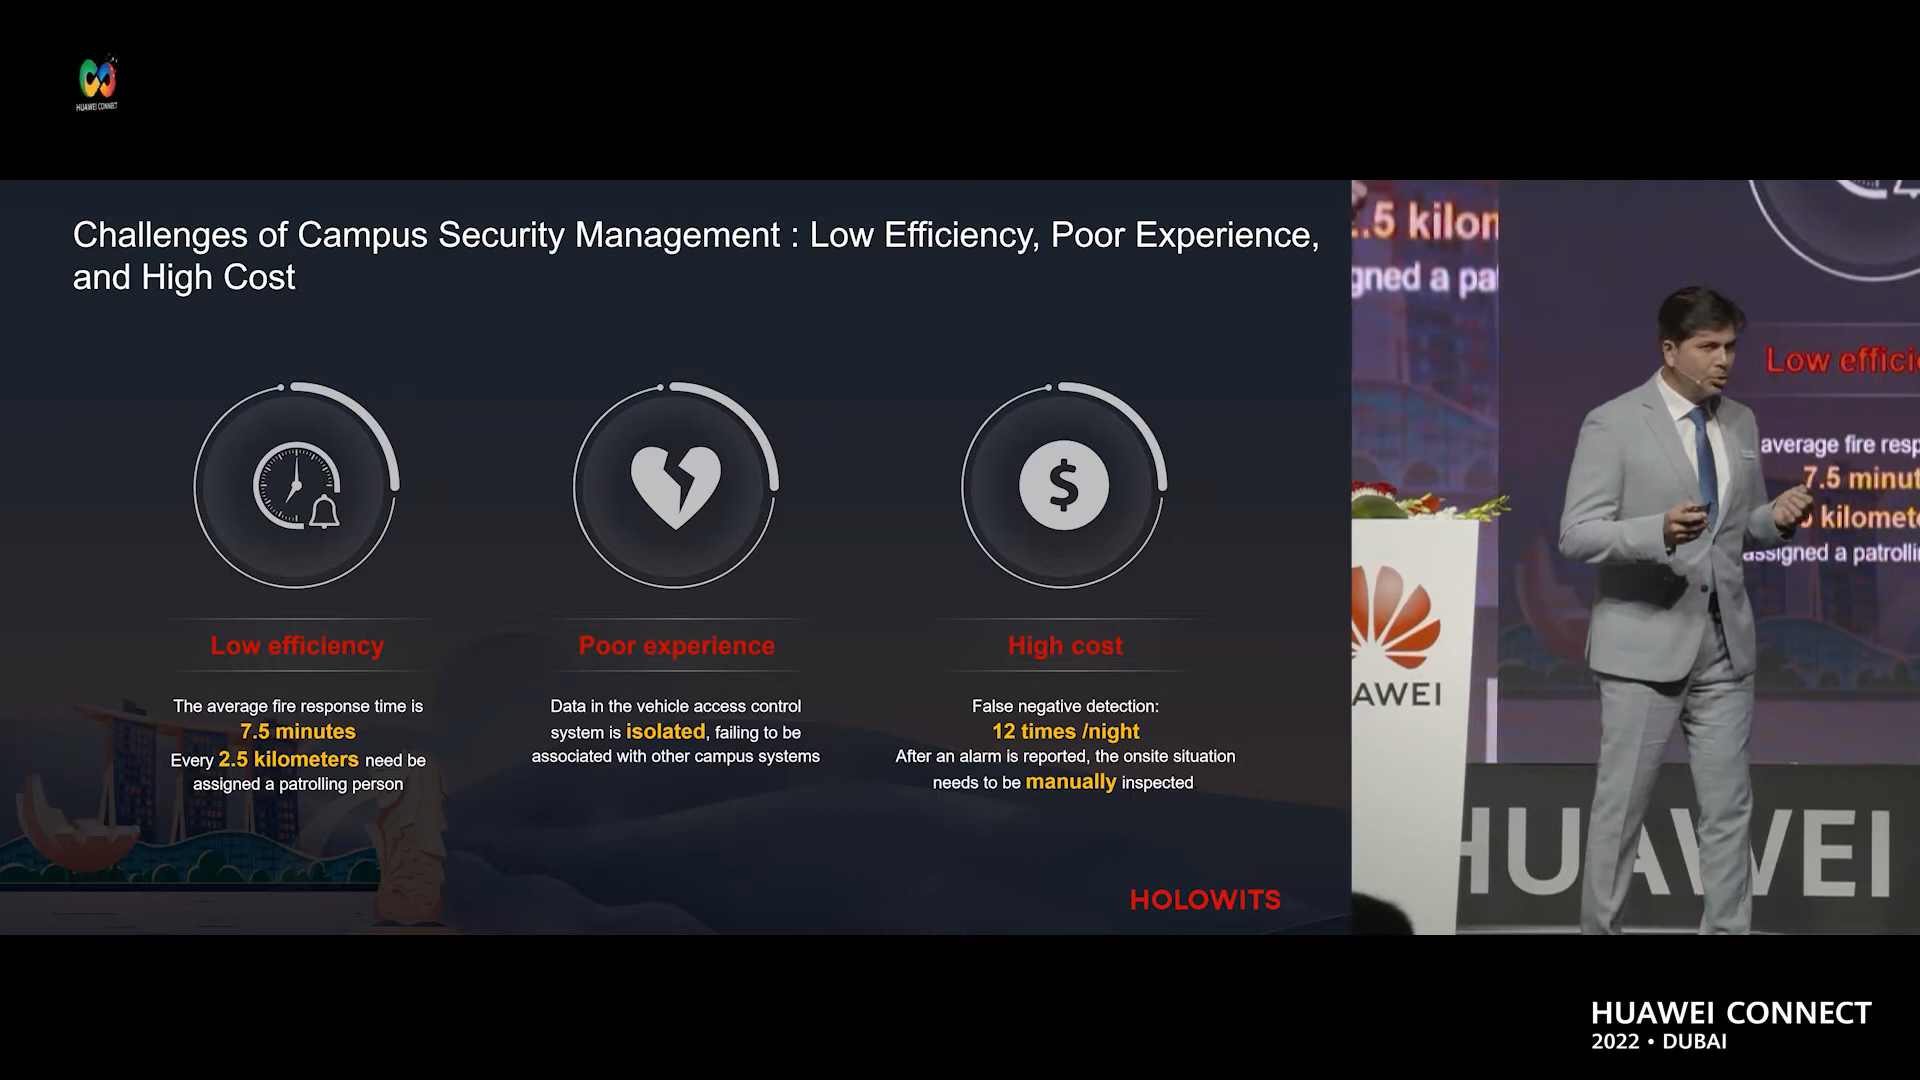 HUAWEI CONNECT
Challenges of Campus Security Management : Low Efficiency, Poor Experience,
and High Cost
Low efficiency
The average fire response time is
7.5 minutes
Every 2.5 kilometers need be
assigned a patrolling person
Poor experience
Data in the vehicle access control
system is isolated, failing to be
associated with other campus systems
High cost
False negative detection:
12 times /night
After an alarm is reported, the onsite situation
needs to be manually inspected
HOLOWITS
.5 kilom
gned a pa
Low effici
average fire resp
7.5 minut
kilomete
assigned a patrolli
AWEI
HUAWEI
HUAWEI CONNECT
2022 • DUBAI